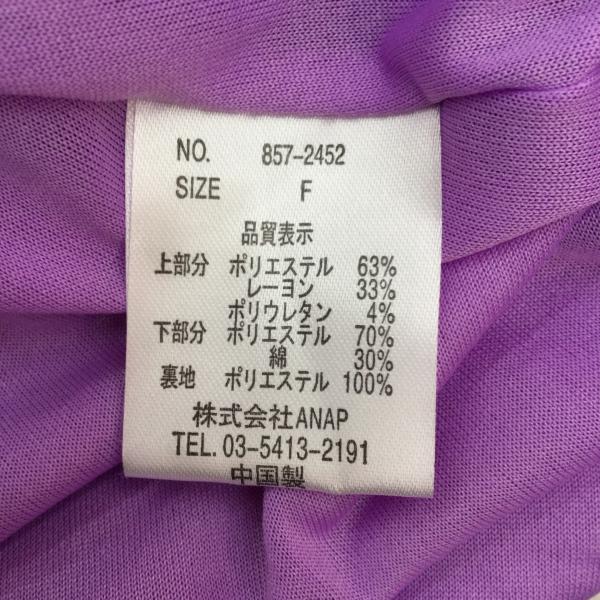 NO. 857-2452
SIZE F
品質表示
上部分 ポリエステル 63%
レーヨン 33%
ポリウレタン 4%
下部分 ポリエステル 70%
綿 30%
裏地 ポリエステル 100%
株式会社ANAP
TEL. 03-5413-2191
中国製